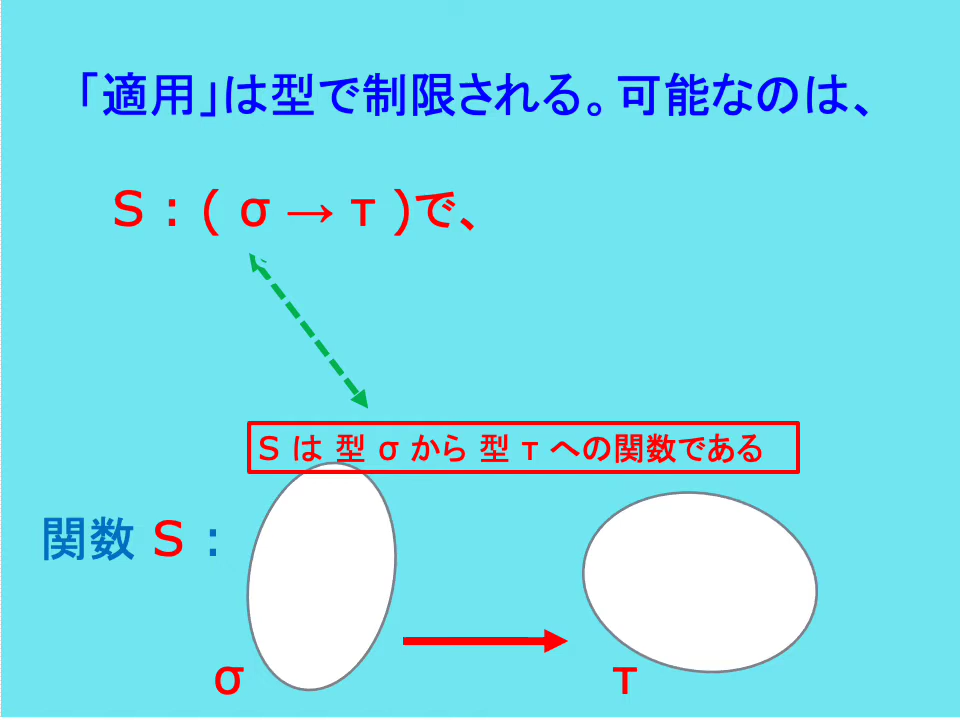 「適用」は型で制限される。可能なのは、
S : ( σ → τ )で、
S は 型 σ から 型 τ への関数である
関数 S :
σ
τ